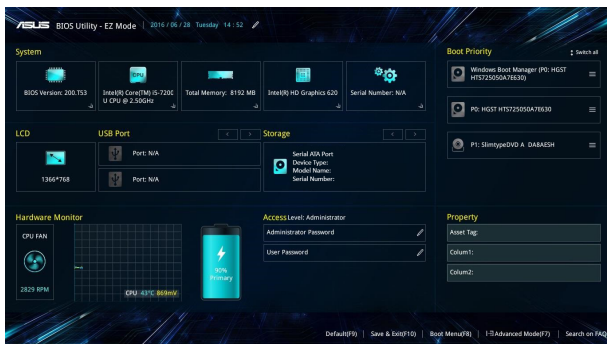 ASUS BIOS Utility - EZ Mode | 2016 / 06 / 28 Tuesday 14 : 52
System
BIOS Version: 200.T53
Intel(R) Core(TM) i5-7200
U CPU @ 2.50GHz
CPU
Total Memory: 8192 MB
Intel(R) HD Graphics 620
Serial Number: N/A
Boot Priority
Switch all
Windows Boot Manager (P0: HGST
HTS725050A7E630)
P0: HGST HTS725050A7E630
P1: SlimtypeDVD A DA8AESH
LCD
1366*768
USB Port
Port: N/A
Port: N/A
Storage
Serial ATA Port
Device Type:
Model Name:
Serial Number:
Hardware Monitor
CPU FAN
2829 RPM
CPU 43°C 869mV
90%
Primary
Access Level: Administrator
Administrator Password
User Password
Property
Asset Tag:
Colum1:
Colum2:
Default(F9) | Save & Exit(F10) | Boot Menu(F8) | Advanced Mode(F7) | Search on FAQ